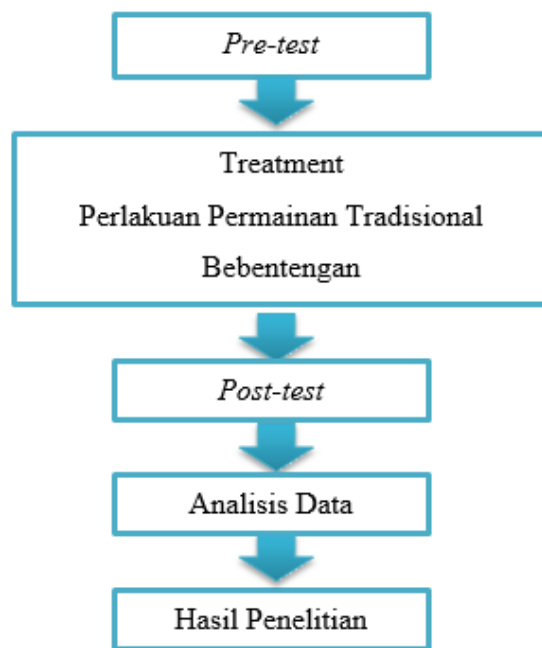 Pre-test
Treatment
Perlakuan Permainan Tradisional
Bebentengan
Post-test
Analisis Data
Hasil Penelitian